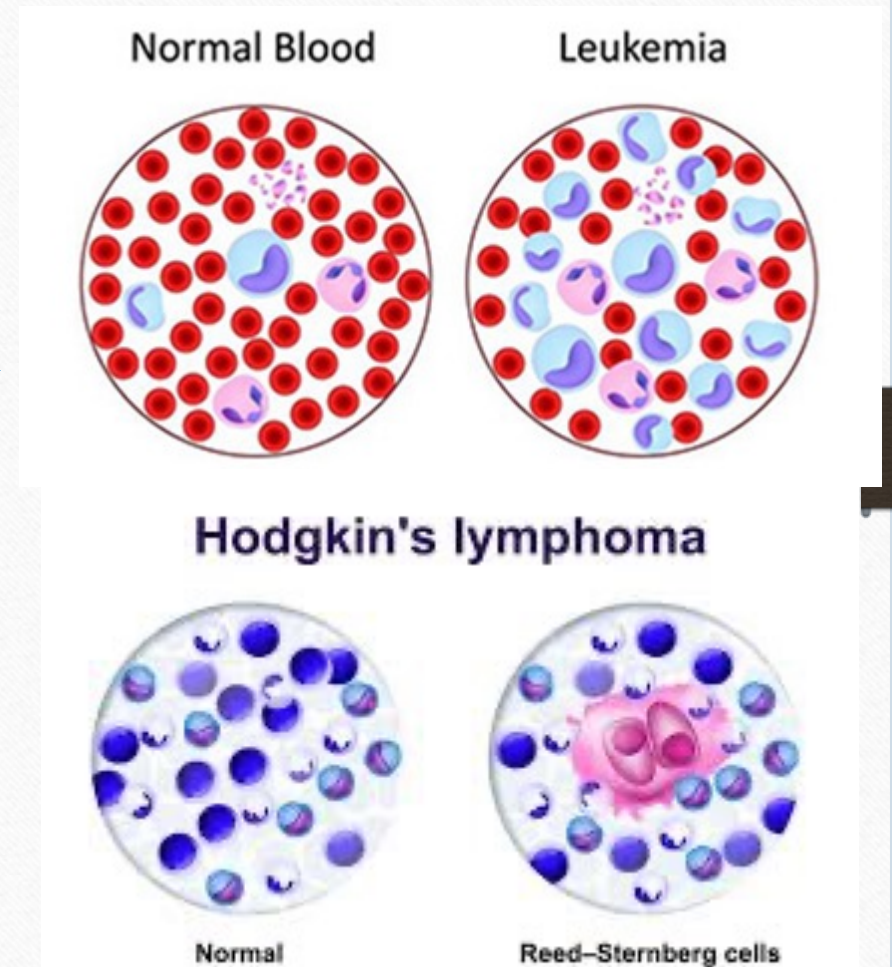 Normal Blood
Leukemia
Hodgkin's lymphoma
Normal
Reed–Sternberg cells